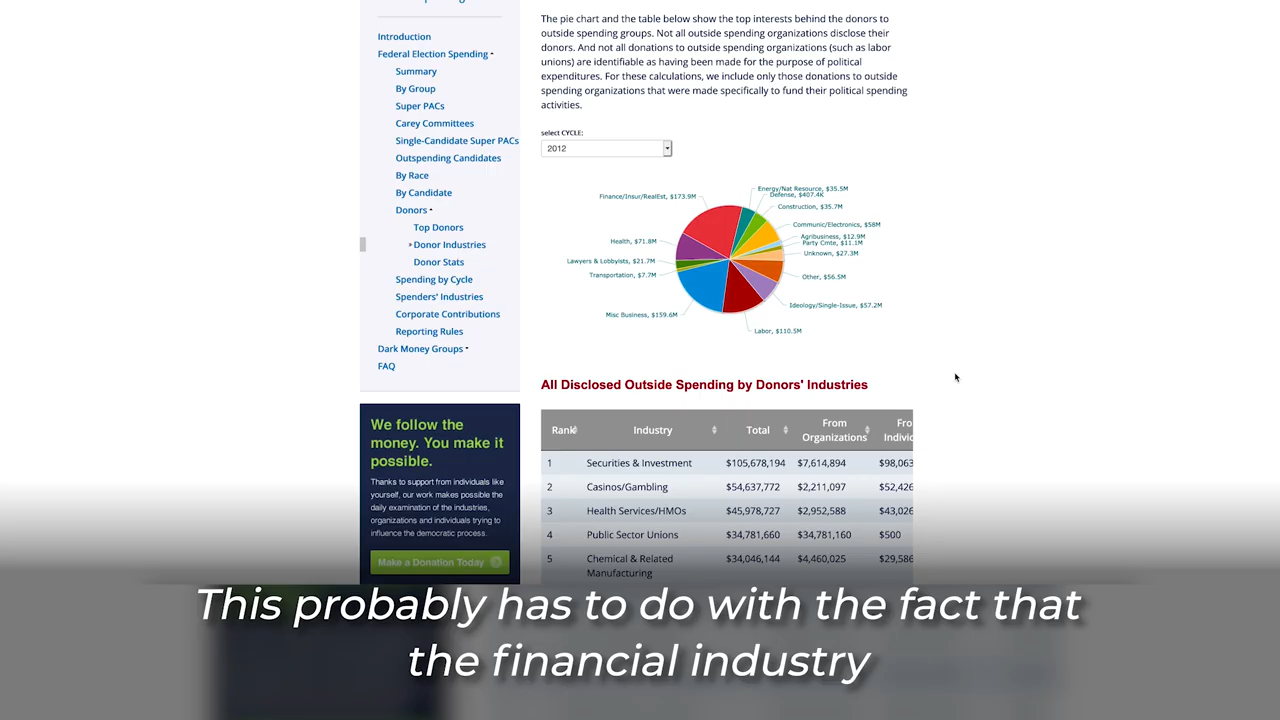 Introduction
Federal Election Spending
Summary
By Group
Super PACs
Carey Committees
Single-Candidate Super PACs
Outspending Candidates
By Race
By Candidate
Donors
Top Donors
Donor Industries
Donor Stats
Spending by Cycle
Spenders' Industries
Corporate Contributions
Reporting Rules
Dark Money Groups
FAQ
We follow the
money. You make it
possible.
Thanks to support from individuals like
yourself, our work makes possible the
daily examination of the industries,
organizations and individuals trying to
influence the democratic process.
Make a Donation Today
The pie chart and the table below show the top interests behind the donors to
outside spending groups. Not all outside spending organizations disclose their
donors. And not all donations to outside spending organizations (such as labor
unions) are identifiable as having been made for the purpose of political
expenditures. For these calculations, we include only those donations to outside
spending organizations that were made specifically to fund their political spending
activities.
select CYCLE:
2012
Finance/Insur/RealEst, $173.9M
Health, $71.8M
Lawyers & Lobbyists, $21.7M
Transportation, $7.7M
Misc Business, $159.6M
Energy/Nat Resource, $35.5M
Defense, $407.4K
Construction, $35.7M
Communic/Electronics, $58M
Agribusiness, $12.9M
Party Cmte, $11.1M
Unknown, $27.3M
Other, $56.5M
Ideology/Single-Issue, $57.2M
Labor, $110.5M
All Disclosed Outside Spending by Donors' Industries
Rank Industry Total From Organizations Fro Individ
1 Securities & Investment $105,678,194 $7,614,894 $98,063
2 Casinos/Gambling $54,637,772 $2,211,097 $52,426
3 Health Services/HMOs $45,978,727 $2,952,588 $43,026
4 Public Sector Unions $34,781,660 $34,781,160 $500
5 Chemical & Related Manufacturing $34,046,144 $4,460,025 $29,586
This probably has to do with the fact that
the financial industry